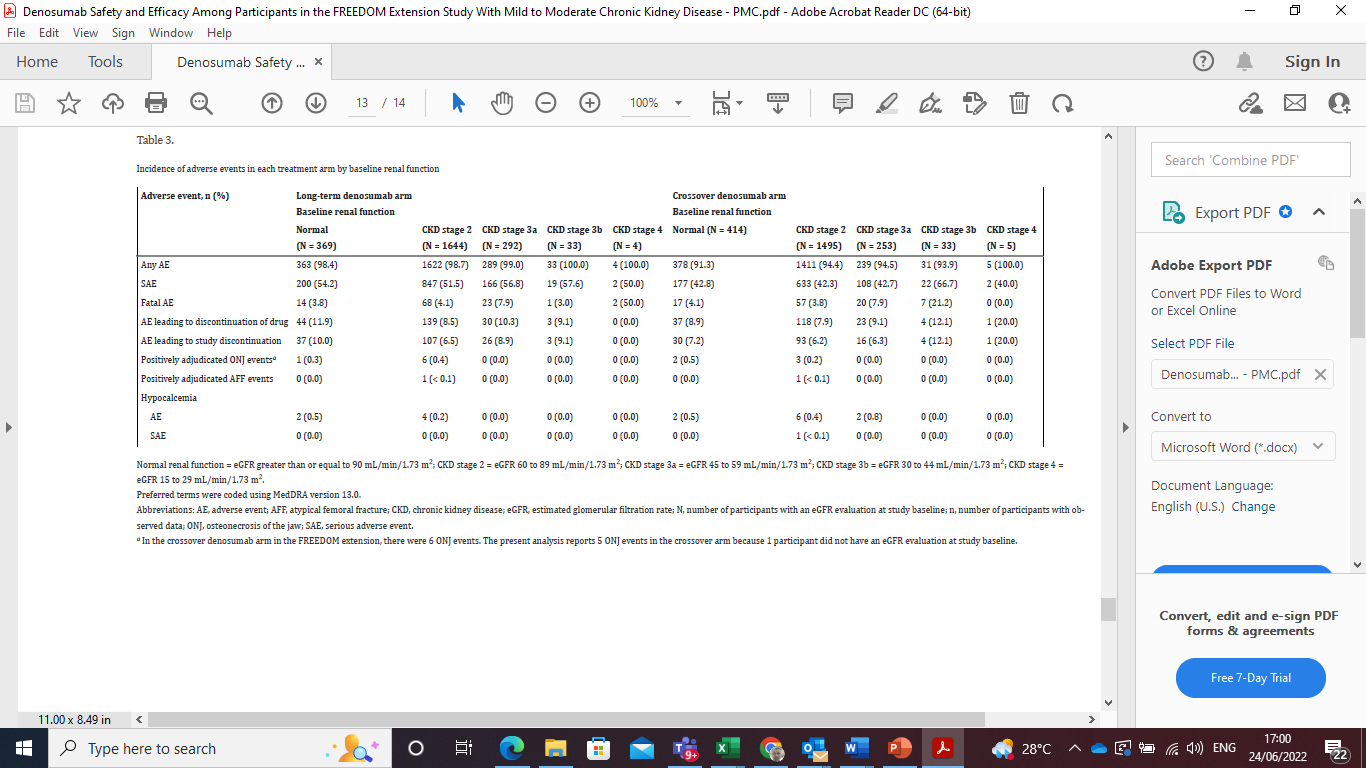 Denosumab Safety and Efficacy Among Participants in the FREEDOM Extension Study With Mild to Moderate Chronic Kidney Disease - PMC.pdf - Adobe Acrobat Reader DC (64-bit)
File Edit View Sign Window Help
Home Tools Denosumab Safety ... × Sign In
13 / 14 100%
Table 3.
Incidence of adverse events in each treatment arm by baseline renal function
Adverse event, n (%) Long-term denosumab arm Crossover denosumab arm
Baseline renal function Baseline renal function
Normal CKD stage 2 CKD stage 3a CKD stage 3b CKD stage 4 Normal (N = 414) CKD stage 2 CKD stage 3a CKD stage 3b CKD stage 4
(N = 369) (N = 1644) (N = 292) (N = 33) (N = 4) (N = 1495) (N = 253) (N = 33) (N = 5)
Any AE 363 (98.4) 1622 (98.7) 289 (99.0) 33 (100.0) 4 (100.0) 378 (91.3) 1411 (94.4) 239 (94.5) 31 (93.9) 5 (100.0)
SAE 200 (54.2) 847 (51.5) 166 (56.8) 19 (57.6) 2 (50.0) 177 (42.8) 633 (42.3) 108 (42.7) 22 (66.7) 2 (40.0)
Fatal AE 14 (3.8) 68 (4.1) 23 (7.9) 1 (3.0) 2 (50.0) 17 (4.1) 57 (3.8) 20 (7.9) 7 (21.2) 0 (0.0)
AE leading to discontinuation of drug 44 (11.9) 139 (8.5) 30 (10.3) 3 (9.1) 0 (0.0) 37 (8.9) 118 (7.9) 23 (9.1) 4 (12.1) 1 (20.0)
AE leading to study discontinuation 37 (10.0) 107 (6.5) 26 (8.9) 3 (9.1) 0 (0.0) 30 (7.2) 93 (6.2) 16 (6.3) 4 (12.1) 1 (20.0)
Positively adjudicated ONJ events^a 1 (0.3) 6 (0.4) 0 (0.0) 0 (0.0) 0 (0.0) 2 (0.5) 3 (0.2) 0 (0.0) 0 (0.0) 0 (0.0)
Positively adjudicated AFF events 0 (0.0) 1 (< 0.1) 0 (0.0) 0 (0.0) 0 (0.0) 0 (0.0) 1 (< 0.1) 0 (0.0) 0 (0.0) 0 (0.0)
Hypocalcemia
AE 2 (0.5) 4 (0.2) 0 (0.0) 0 (0.0) 0 (0.0) 2 (0.5) 6 (0.4) 2 (0.8) 0 (0.0) 0 (0.0)
SAE 0 (0.0) 0 (0.0) 0 (0.0) 0 (0.0) 0 (0.0) 0 (0.0) 1 (< 0.1) 0 (0.0) 0 (0.0) 0 (0.0)
Normal renal function = eGFR greater than or equal to 90 mL/min/1.73 m²; CKD stage 2 = eGFR 60 to 89 mL/min/1.73 m²; CKD stage 3a = eGFR 45 to 59 mL/min/1.73 m²; CKD stage 3b = eGFR 30 to 44 mL/min/1.73 m²; CKD stage 4 =
eGFR 15 to 29 mL/min/1.73 m².
Preferred terms were coded using MedDRA version 13.0.
Abbreviations: AE, adverse event; AFF, atypical femoral fracture; CKD, chronic kidney disease; eGFR, estimated glomerular filtration rate; N, number of participants with an eGFR evaluation at study baseline; n, number of participants with ob-
served data; ONJ, osteonecrosis of the jaw; SAE, serious adverse event.
^a In the crossover denosumab arm in the FREEDOM extension, there were 6 ONJ events. The present analysis reports 5 ONJ events in the crossover arm because 1 participant did not have an eGFR evaluation at study baseline.
11.00 x 8.49 in
Search 'Combine PDF'
Export PDF
Adobe Export PDF
Convert PDF Files to Word
or Excel Online
Select PDF File
Denosumab... - PMC.pdf
Convert to
Microsoft Word (*.docx)
Document Language:
English (U.S.) Change
Convert, edit and e-sign PDF
forms & agreements
Free 7-Day Trial
Type here to search
28°C ENG
17:00
24/06/2022
22